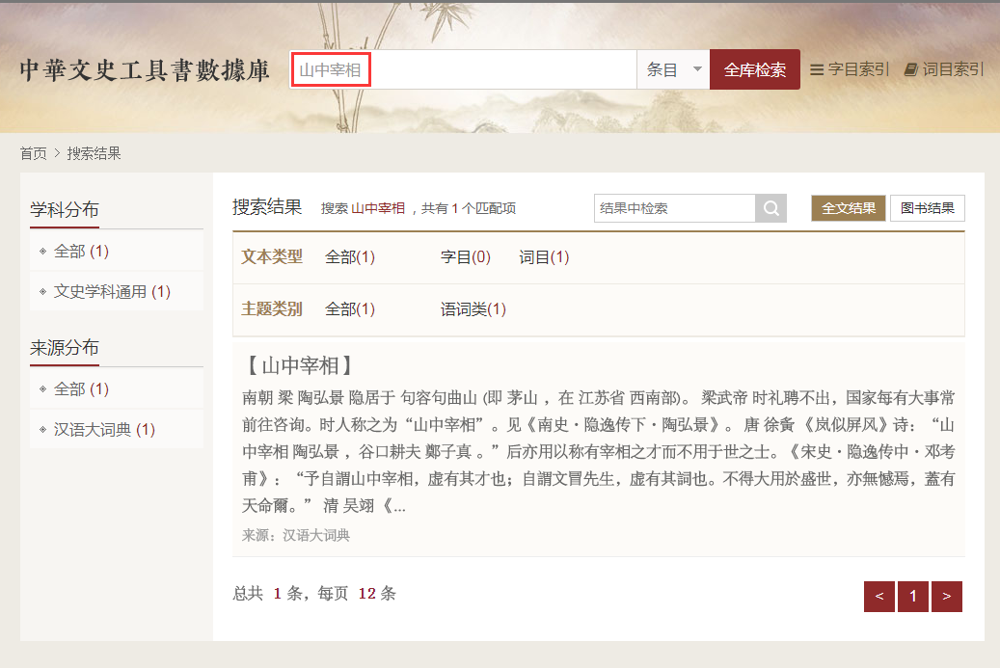 中華文史工具書數據庫
山中宰相
条目
全库检索
字目索引
词目索引
首页 > 搜索结果
学科分布
全部 (1)
文史学科通用 (1)
来源分布
全部 (1)
汉语大词典 (1)
搜索结果 搜索 山中宰相 ，共有 1 个匹配项
结果中检索
全文结果
图书结果
文本类型 全部(1) 字目(0) 词目(1)
主题类别 全部(1) 语词类(1)
【 山中宰相 】
南朝 梁 陶弘景 隐居于 句容句曲山 (即 茅山 ，在 江苏省 西南部)。 梁武帝 时礼聘不出，国家每有大事常
前往咨询。时人称之为“山中宰相”。见《南史·隐逸传下·陶弘景》。 唐 徐夤 《岚似屏风》诗：“山
中宰相 陶弘景 ，谷口耕夫 鄭子真 。”后亦用以称有宰相之才而不用于世之士。《宋史·隐逸传中·邓考
甫》：“予自謂山中宰相，虚有其才也；自謂文冒先生，虚有其詞也。不得大用於盛世，亦無憾焉，蓋有
天命爾。” 清 吴翊 《...
来源：汉语大词典
总共 1 条，每页 12 条
< 1 >